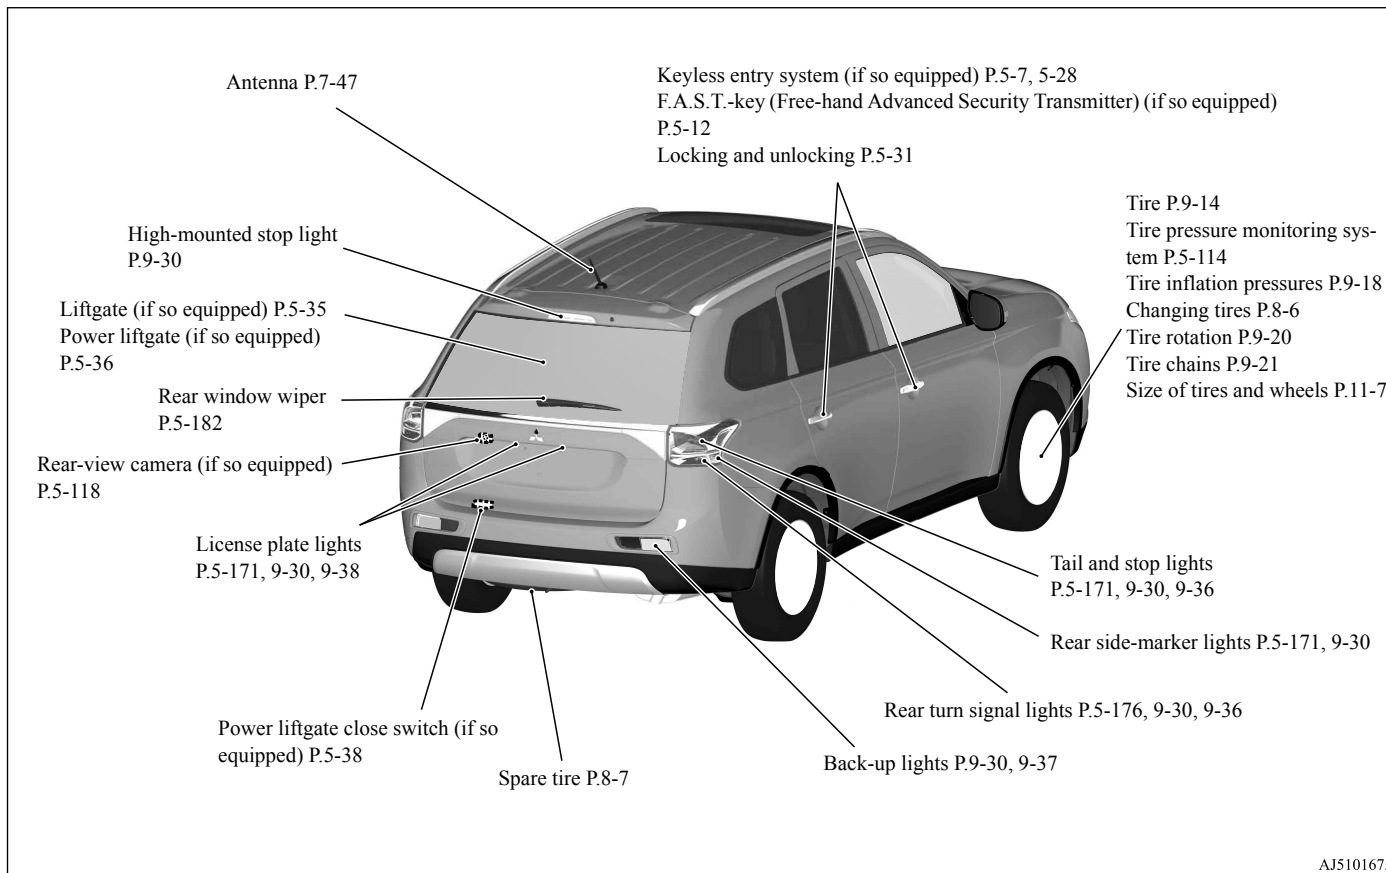 Antenna P.7-47
Keyless entry system (if so equipped) P.5-7, 5-28
F.A.S.T.-key (Free-hand Advanced Security Transmitter) (if so equipped)
P.5-12
Locking and unlocking P.5-31
Tire P.9-14
Tire pressure monitoring sys-
tem P.5-114
Tire inflation pressures P.9-18
Changing tires P.8-6
Tire rotation P.9-20
Tire chains P.9-21
Size of tires and wheels P.11-7
High-mounted stop light
P.9-30
Liftgate (if so equipped) P.5-35
Power liftgate (if so equipped)
P.5-36
Rear window wiper
P.5-182
Rear-view camera (if so equipped)
P.5-118
License plate lights
P.5-171, 9-30, 9-38
Tail and stop lights
P.5-171, 9-30, 9-36
Rear side-marker lights P.5-171, 9-30
Rear turn signal lights P.5-176, 9-30, 9-36
Power liftgate close switch (if so
equipped) P.5-38
Back-up lights P.9-30, 9-37
Spare tire P.8-7
AJ510167.